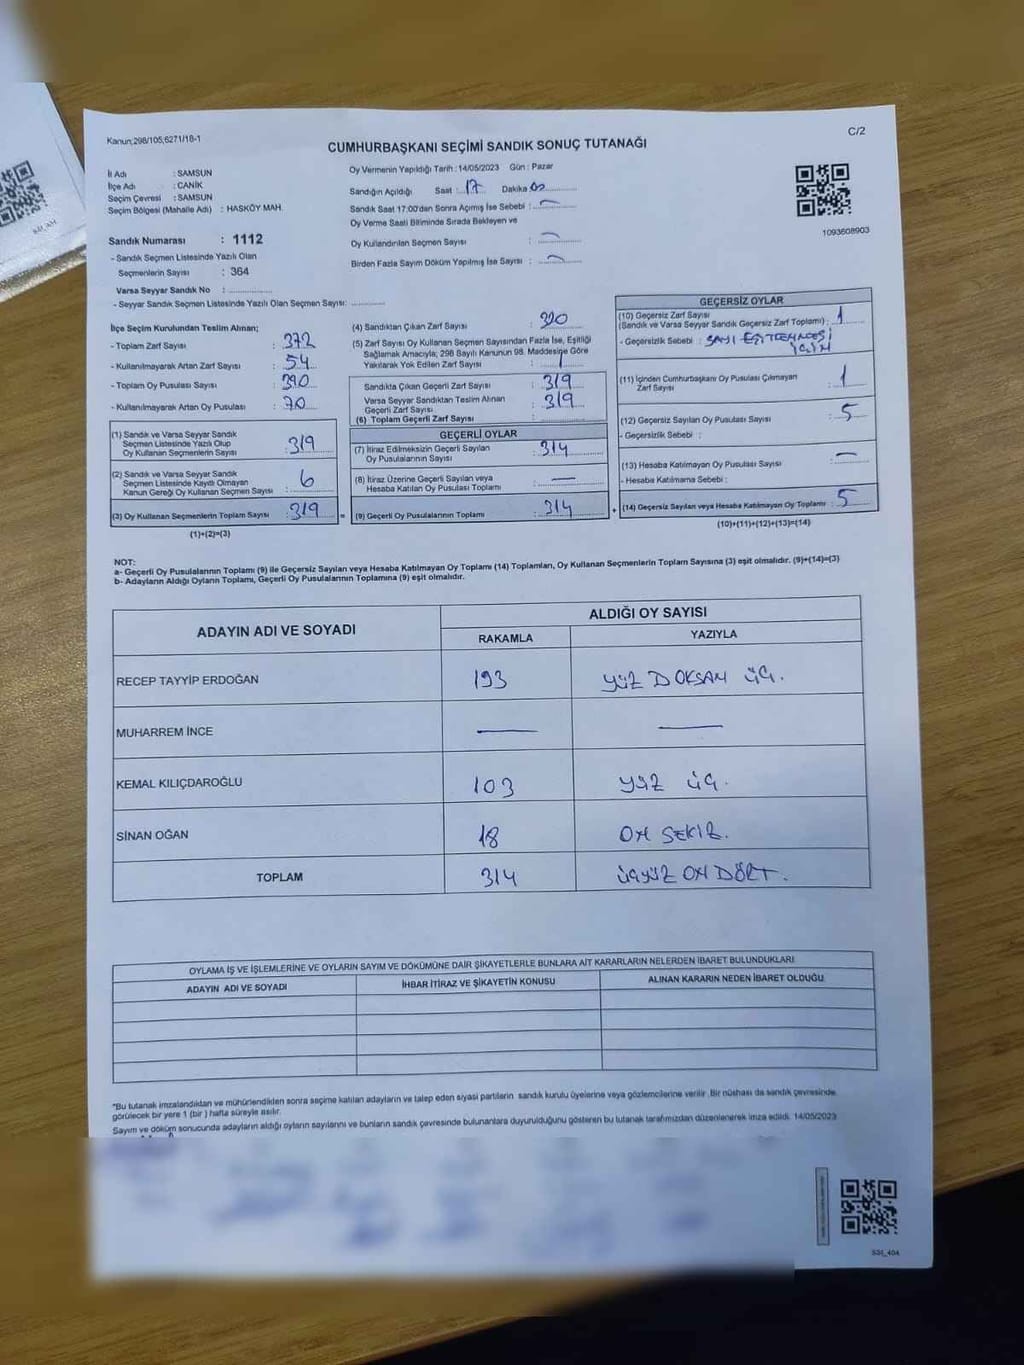 Kanun;298/105,6271/18-1
C/2
CUMHURBAŞKANI SEÇİMİ SANDIK SONUÇ TUTANAĞI
İl Adı : SAMSUN
İlçe Adı : CANİK
Seçim Çevresi : SAMSUN
Seçim Bölgesi (Mahalle Adı) : HASKÖY MAH.
Sandık Numarası : 1112
- Sandık Seçmen Listesinde Yazılı Olan
Seçmenlerin Sayısı : 364
Varsa Seyyar Sandık No :
- Seyyar Sandık Seçmen Listesinde Yazılı Olan Seçmen Sayısı:
Oy Vermenin Yapıldığı Tarih : 14/05/2023 Gün : Pazar
Sandığın Açıldığı Saat : 17 Dakika 00
Sandık Saat 17:00'dan Sonra Açılmış İse Sebebi : —
Oy Verme Saati Bitiminde Sırada Bekleyen ve
Oy Kullandırılan Seçmen Sayısı : —
Birden Fazla Sayım Döküm Yapılmış İse Sayısı : —
1093608903
İlçe Seçim Kurulundan Teslim Alınan;
- Toplam Zarf Sayısı : 372
- Kullanılmayarak Artan Zarf Sayısı : 54
- Toplam Oy Pusulası Sayısı : 390
- Kullanılmayarak Artan Oy Pusulası : 70
(1) Sandık ve Varsa Seyyar Sandık
Seçmen Listesinde Yazılı Olup
Oy Kullanan Seçmenlerin Sayısı : 319
(2) Sandık ve Varsa Seyyar Sandık
Seçmen Listesinde Kayıtlı Olmayan
Kanun Gereği Oy Kullanan Seçmen Sayısı : 6
(3) Oy Kullanan Seçmenlerin Toplam Sayısı : 319
(1)+(2)=(3)
(4) Sandıktan Çıkan Zarf Sayısı : 320
(5) Zarf Sayısı Oy Kullanan Seçmen Sayısından Fazla İse, Eşitliği
Sağlamak Amacıyla; 298 Sayılı Kanunun 98. Maddesine Göre
Yakılarak Yok Edilen Zarf Sayısı : 1
Sandıkta Çıkan Geçerli Zarf Sayısı : 319
Varsa Seyyar Sandıktan Teslim Alınan
Geçerli Zarf Sayısı : 319
(6) Toplam Geçerli Zarf Sayısı :
GEÇERLİ OYLAR
(7) İtiraz Edilmeksizin Geçerli Sayılan
Oy Pusulalarının Sayısı : 314
(8) İtiraz Üzerine Geçerli Sayılan veya
Hesaba Katılan Oy Pusulası Toplamı : —
= (9) Geçerli Oy Pusulalarının Toplamı : 314
GEÇERSİZ OYLAR
(10) Geçersiz Zarf Sayısı
(Sandık ve Varsa Seyyar Sandık Geçersiz Zarf Toplamı) : 1
- Geçersizlik Sebebi : SAYI EŞİTLENMESİ
İÇİN
(11) İçinden Cumhurbaşkanı Oy Pusulası Çıkmayan
Zarf Sayısı : 1
(12) Geçersiz Sayılan Oy Pusulası Sayısı : 5
- Geçersizlik Sebebi :
(13) Hesaba Katılmayan Oy Pusulası Sayısı : —
- Hesaba Katılmama Sebebi :
+ (14) Geçersiz Sayılan veya Hesaba Katılmayan Oy Toplamı : 5
(10)+(11)+(12)+(13)=(14)
NOT:
a- Geçerli Oy Pusulalarının Toplamı (9) ile Geçersiz Sayılan veya Hesaba Katılmayan Oy Toplamı (14) Toplamları, Oy Kullanan Seçmenlerin Toplam Sayısına (3) eşit olmalıdır. (9)+(14)=(3)
b- Adayların Aldığı Oyların Toplamı, Geçerli Oy Pusulalarının Toplamına (9) eşit olmalıdır.
ADAYIN ADI VE SOYADI ALDIĞI OY SAYISI
RAKAMLA YAZIYLA
RECEP TAYYİP ERDOĞAN 193 YÜZ DOKSAN ÜÇ.
MUHARREM İNCE — —
KEMAL KILIÇDAROĞLU 103 YÜZ ÜÇ.
SİNAN OĞAN 18 ON SEKİZ.
TOPLAM 314 ÜÇYÜZ ON DÖRT.
OYLAMA İŞ VE İŞLEMLERİNE VE OYLARIN SAYIM VE DÖKÜMÜNE DAİR ŞİKAYETLERLE BUNLARA AİT KARARLARIN NELERDEN İBARET BULUNDUKLARI
ADAYIN ADI VE SOYADI İHBAR İTİRAZ VE ŞİKAYETİN KONUSU ALINAN KARARIN NEDEN İBARET OLDUĞU
*Bu tutanak imzalandıktan ve mühürlendikten sonra seçime katılan adayların ve talep eden siyasi partilerin sandık kurulu üyelerine veya gözlemcilerine verilir. Bir nüshası da sandık çevresinde
görülecek bir yere 1 (bir ) hafta süreyle asılır.
Sayım ve döküm sonucunda adayların aldığı oyların sayılarını ve bunların sandık çevresinde bulunanlara duyurulduğunu gösteren bu tutanak tarafımızdan düzenlenerek imza edildi. 14/05/2023
SSt_404